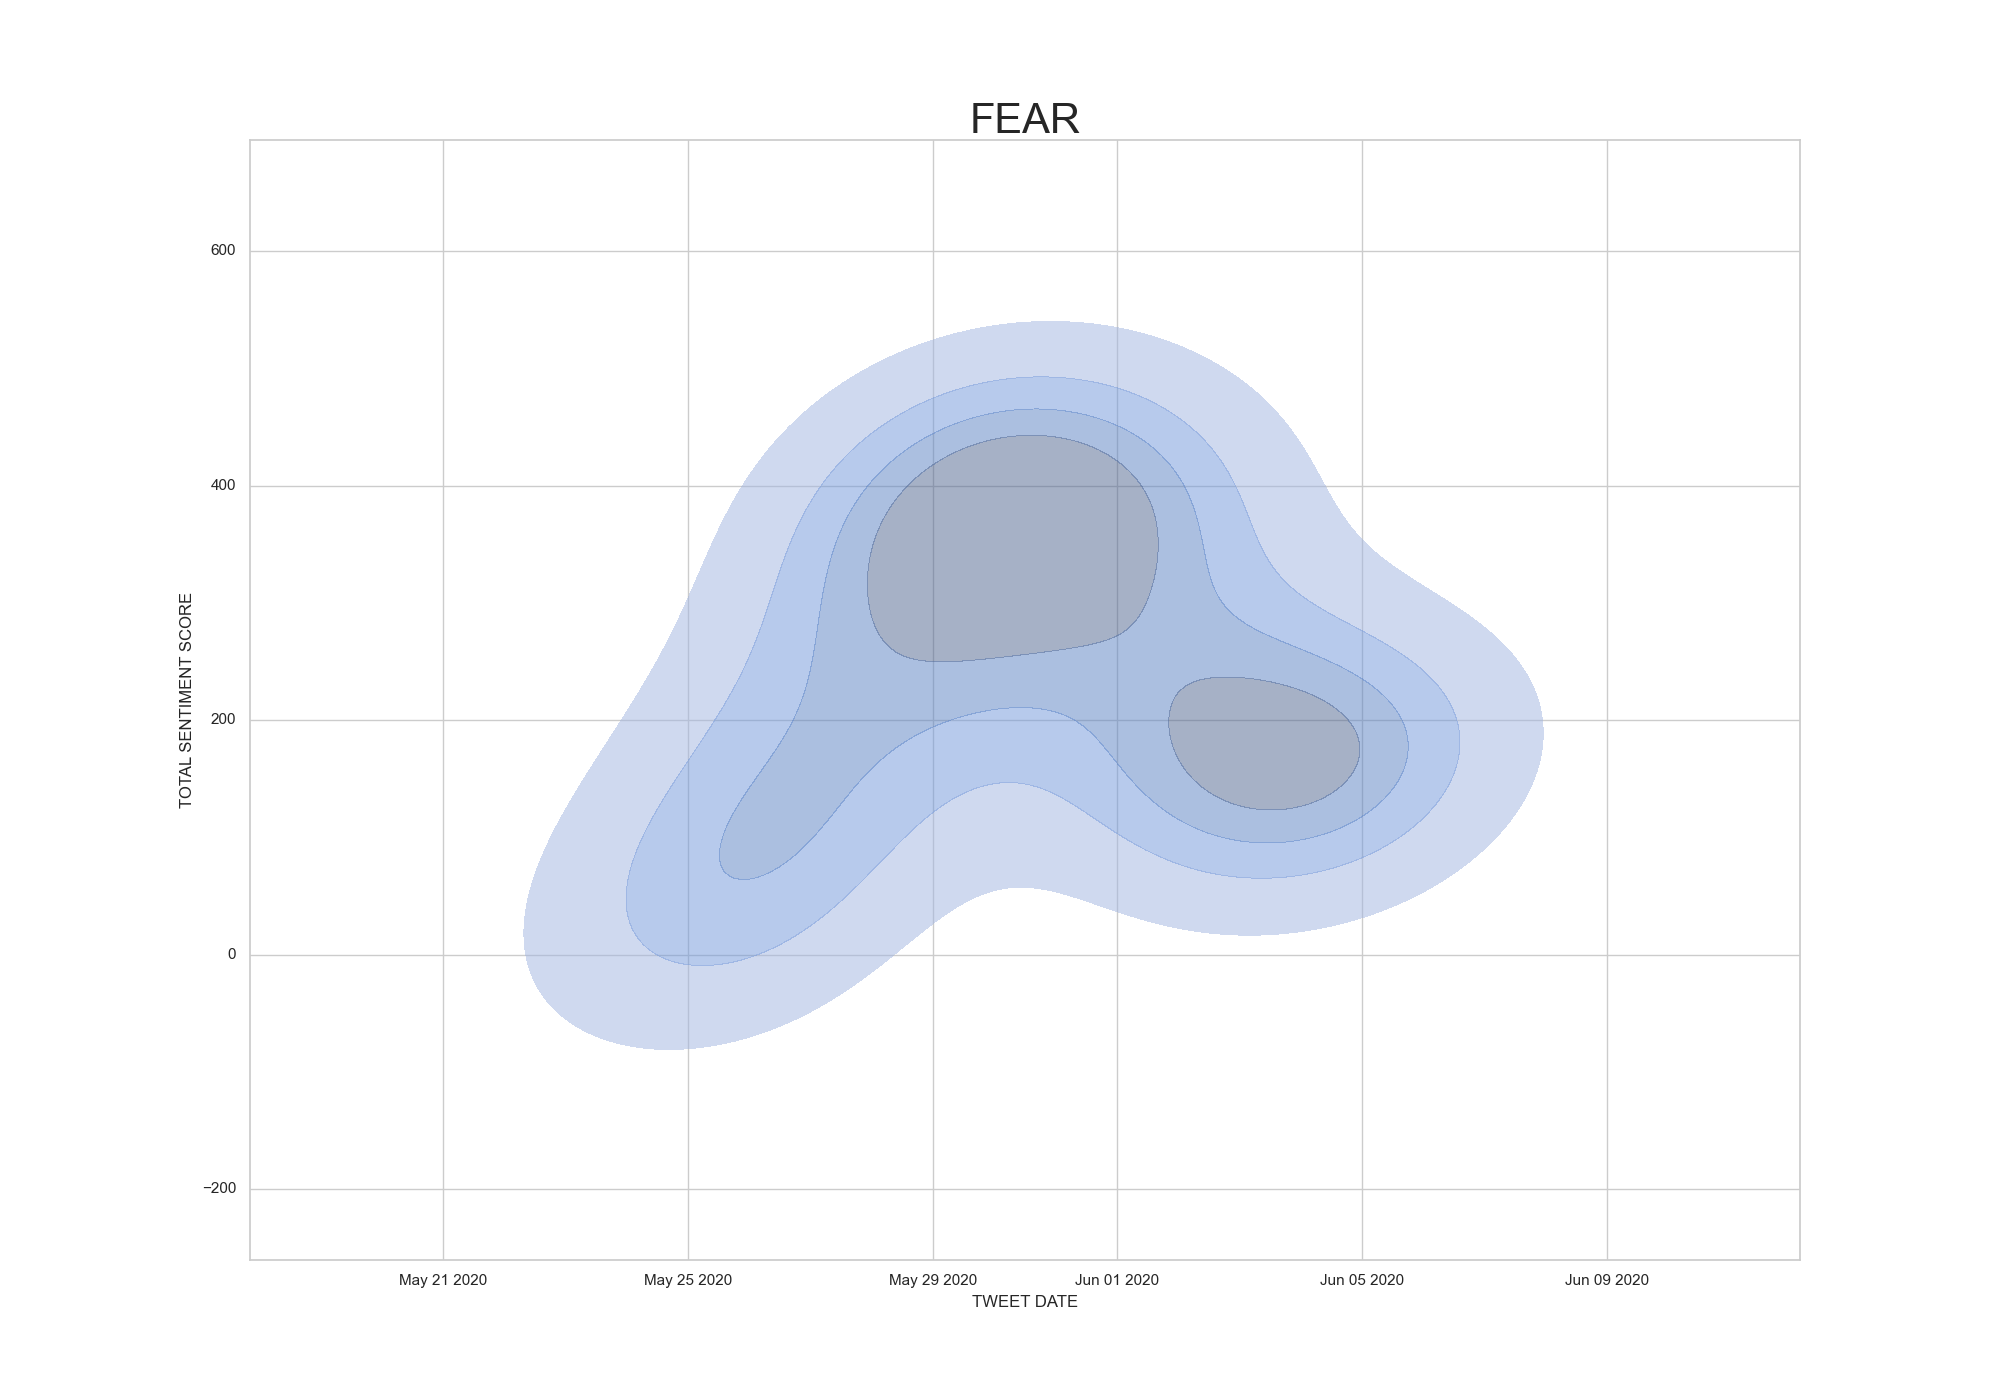 FEAR
600
400
200
0
−200
TOTAL SENTIMENT SCORE
May 21 2020
May 25 2020
May 29 2020
Jun 01 2020
Jun 05 2020
Jun 09 2020
TWEET DATE